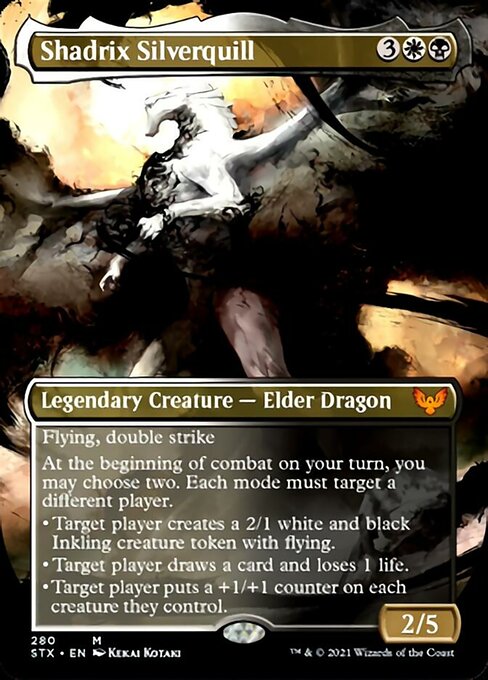 Shadrix Silverquill 3
Legendary Creature — Elder Dragon
Flying, double strike
At the beginning of combat on your turn, you
may choose two. Each mode must target a
different player.
• Target player creates a 2/1 white and black
Inkling creature token with flying.
• Target player draws a card and loses 1 life.
• Target player puts a +1/+1 counter on each
creature they control.
2/5
280 M
STX • EN Kekai Kotaki
™ & © 2021 Wizards of the Coast